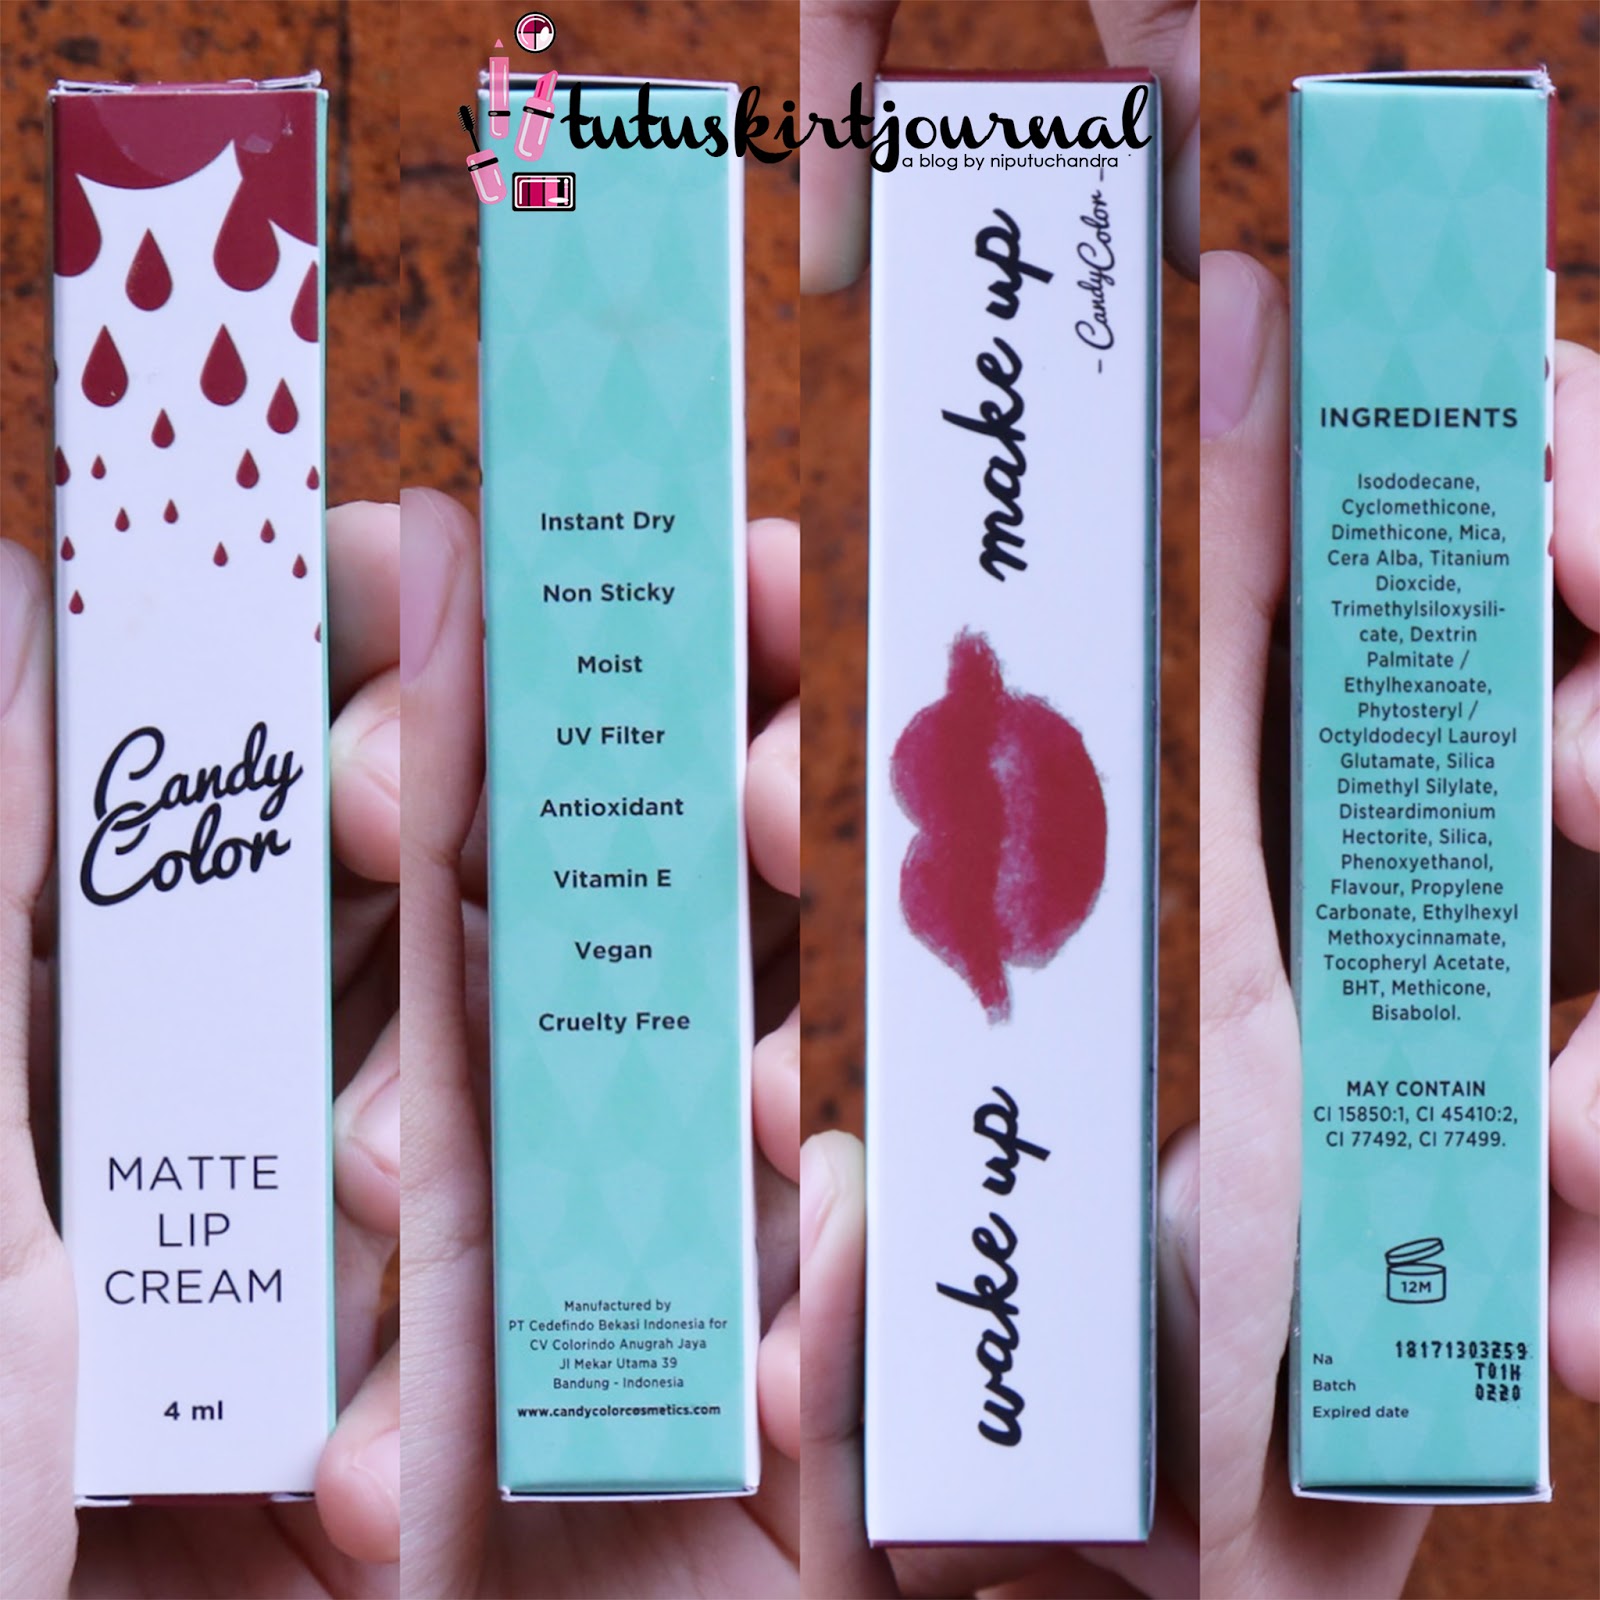 tutuskirtjournal
a blog by niputuchandra
Candy
Color
MATTE
LIP
CREAM
4 ml
Instant Dry
Non Sticky
Moist
UV Filter
Antioxidant
Vitamin E
Vegan
Cruelty Free
Manufactured by
PT Cedefindo Bekasi Indonesia for
CV Colorindo Anugrah Jaya
Jl Mekar Utama 39
Bandung - Indonesia
www.candycolorcosmetics.com
wake up make up
- CandyColor -
INGREDIENTS
Isododecane,
Cyclomethicone,
Dimethicone, Mica,
Cera Alba, Titanium
Dioxcide,
Trimethylsiloxysili-
cate, Dextrin
Palmitate /
Ethylhexanoate,
Phytosteryl /
Octyldodecyl Lauroyl
Glutamate, Silica
Dimethyl Silylate,
Disteardimonium
Hectorite, Silica,
Phenoxyethanol,
Flavour, Propylene
Carbonate, Ethylhexyl
Methoxycinnamate,
Tocopheryl Acetate,
BHT, Methicone,
Bisabolol.
MAY CONTAIN
CI 15850:1, CI 45410:2,
CI 77492, CI 77499.
12M
Na 18171303259
Batch T01H
Expired date 0220